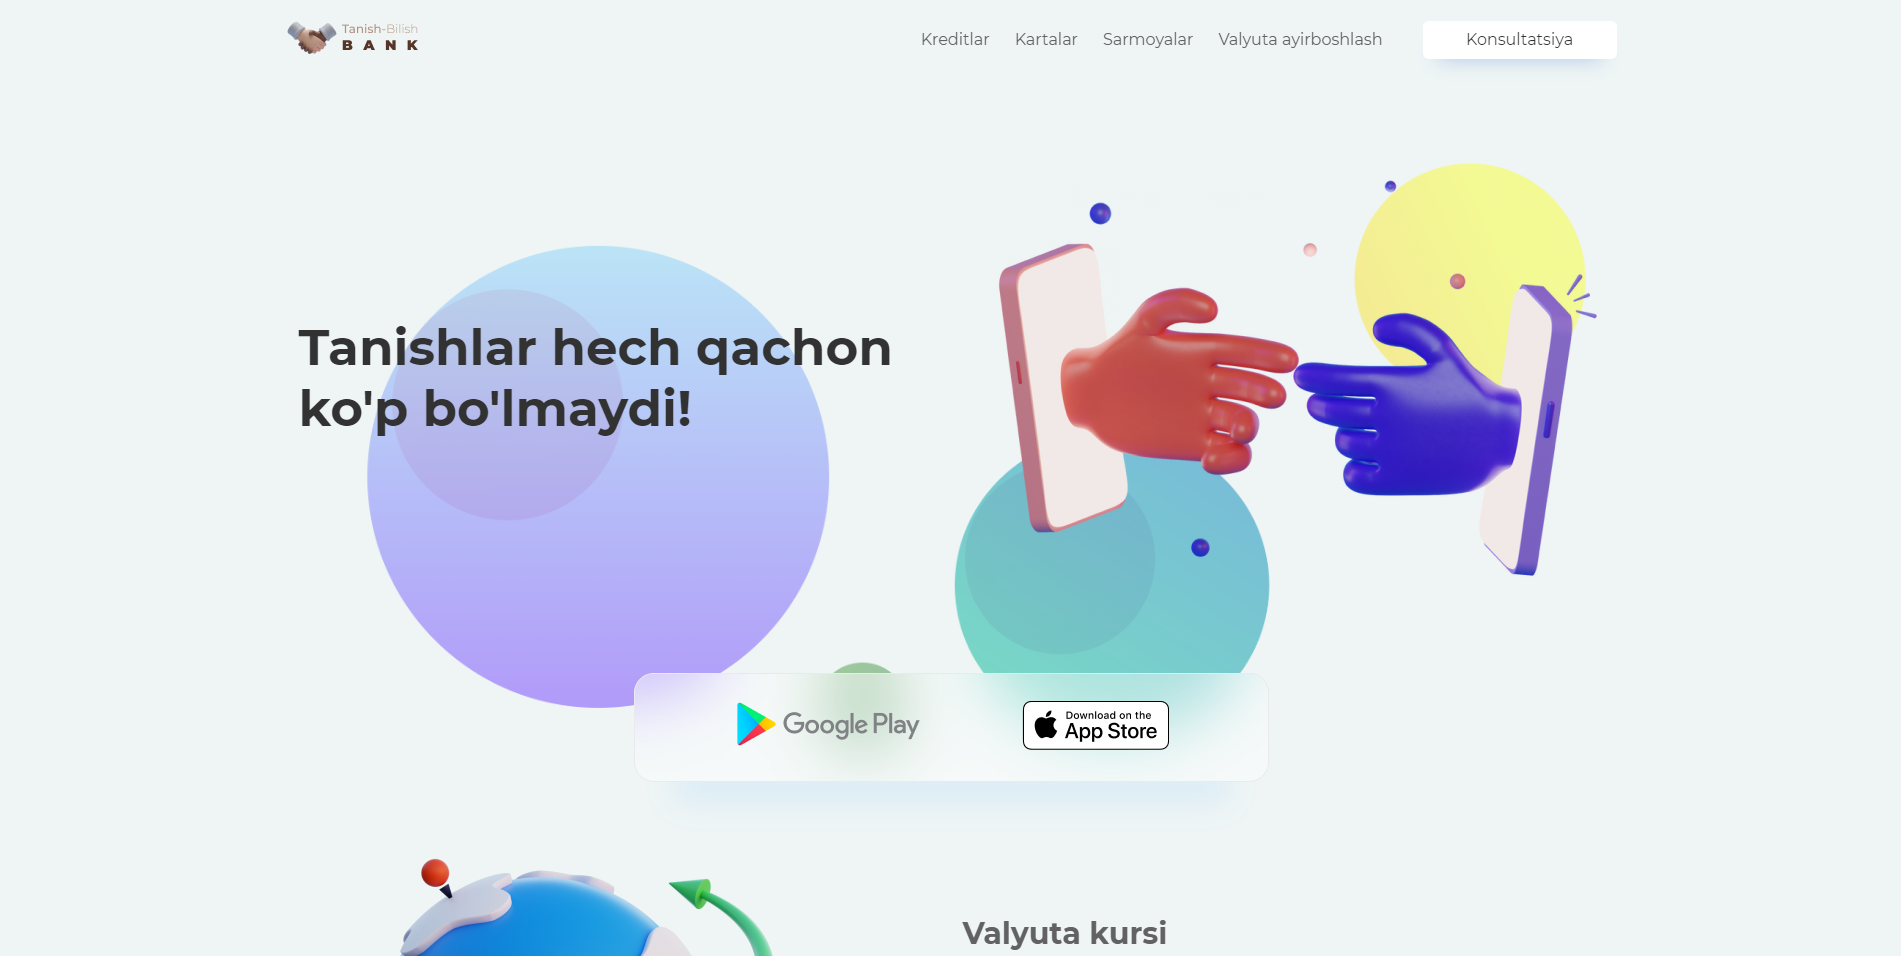 Tanish-Bilish
BANK
Kreditlar
Kartalar
Sarmoyalar
Valyuta ayirboshlash
Konsultatsiya
Tanishlar hech qachon
ko'p bo'lmaydi!
Google Play
Download on the
App Store
Valyuta kursi